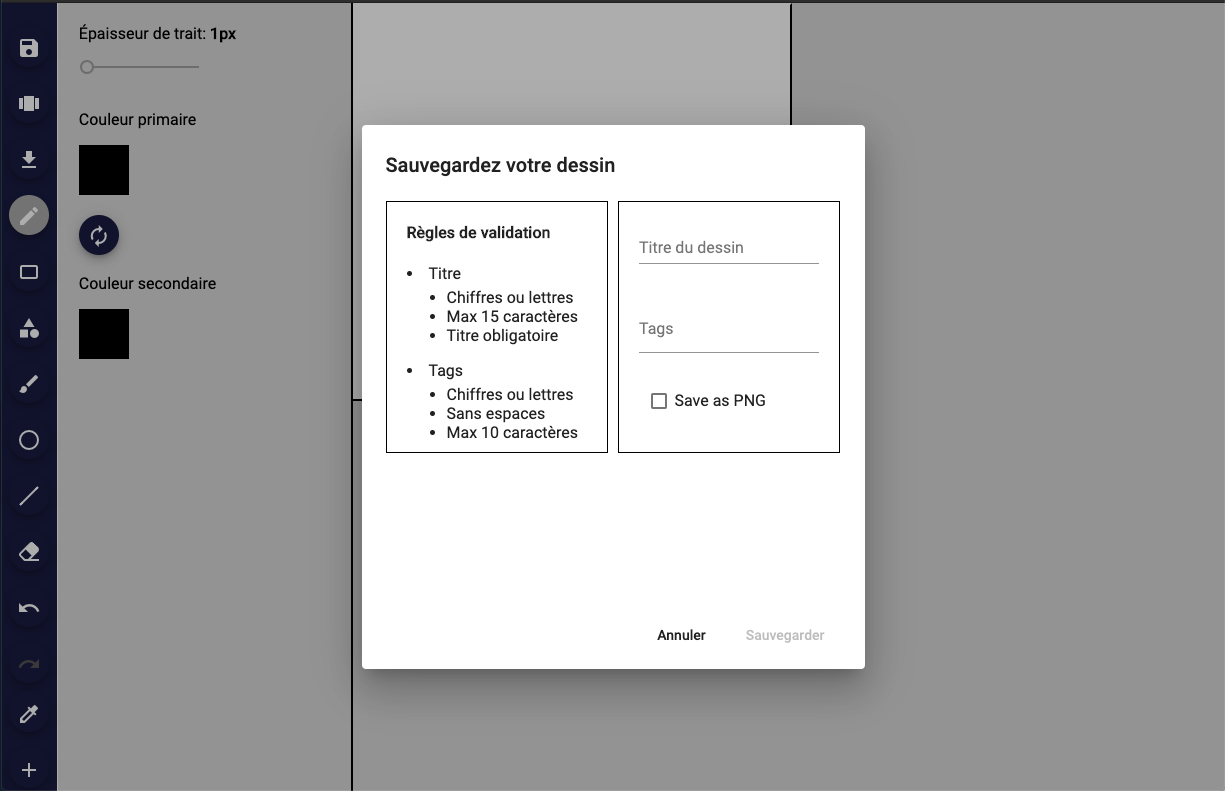 Épaisseur de trait: 1px
Couleur primaire
Couleur secondaire
Sauvegardez votre dessin
Règles de validation
Titre
Chiffres ou lettres
Max 15 caractères
Titre obligatoire
Tags
Chiffres ou lettres
Sans espaces
Max 10 caractères
Titre du dessin
Tags
Save as PNG
Annuler
Sauvegarder